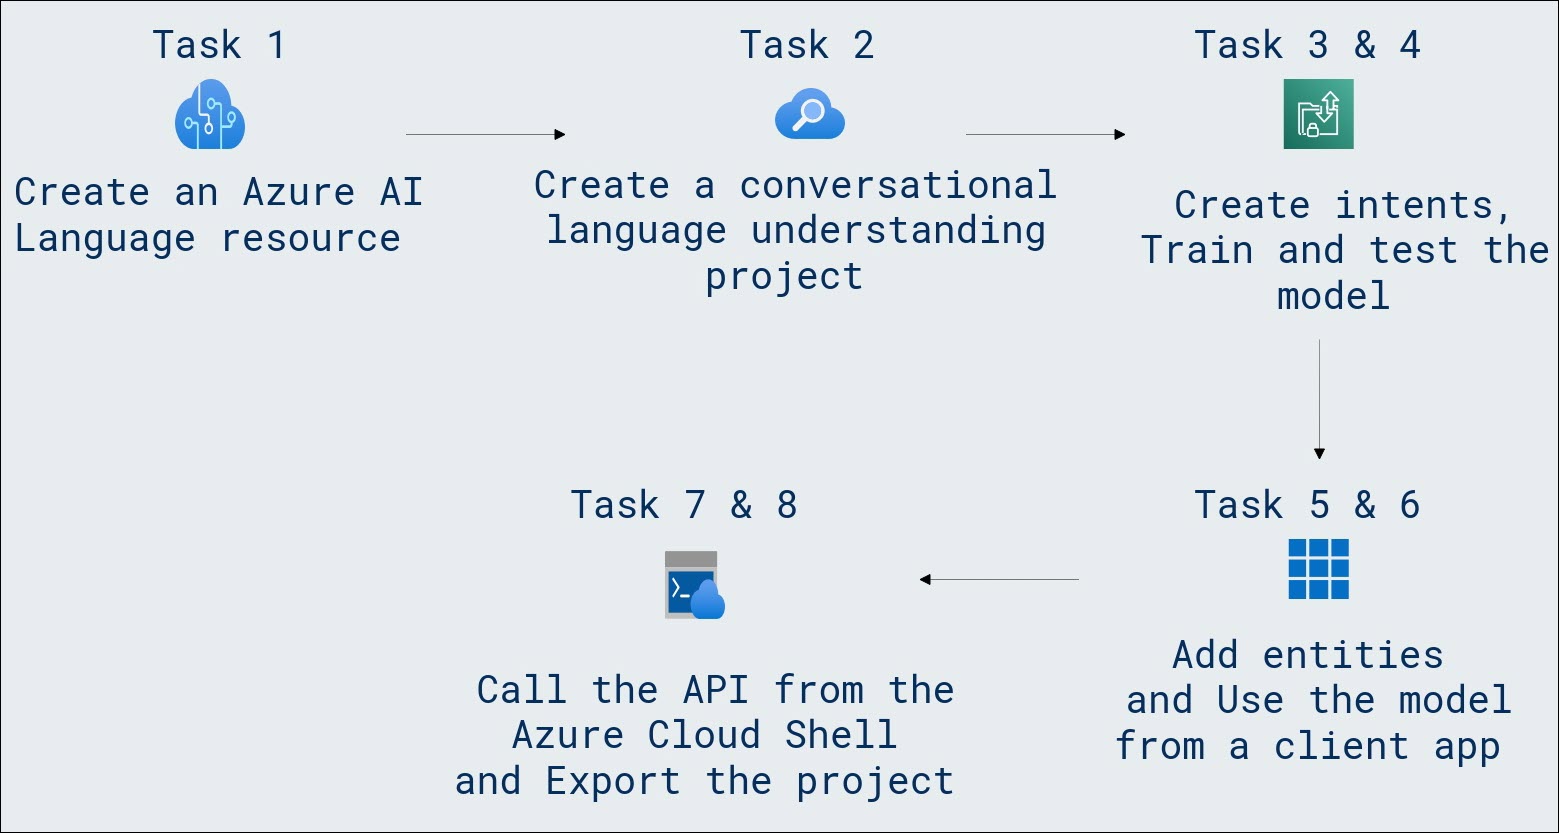 Task 1
Create an Azure AI
Language resource
Task 2
Create a conversational
language understanding
project
Task 3 & 4
Create intents,
Train and test the
model
Task 5 & 6
Add entities
and Use the model
from a client app
Task 7 & 8
Call the API from the
Azure Cloud Shell
and Export the project